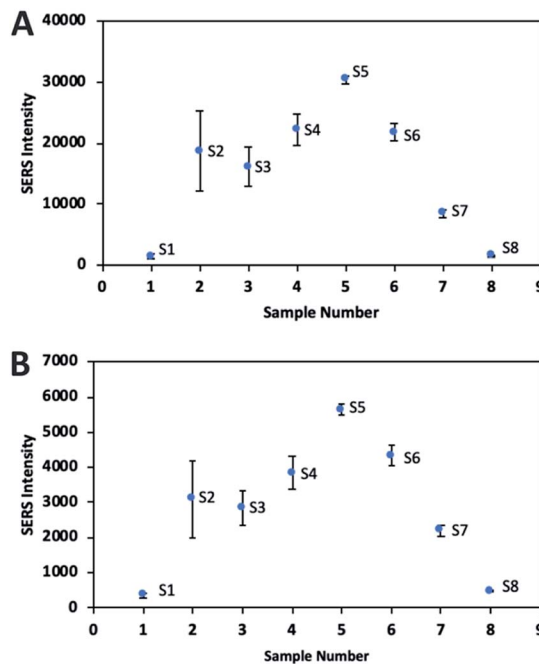 A
40000
30000
20000
10000
0
SERS Intensity
S1
S2
S3
S4
S5
S6
S7
S8
0 1 2 3 4 5 6 7 8 9
Sample Number
B
7000
6000
5000
4000
3000
2000
1000
0
SERS Intensity
S1
S2
S3
S4
S5
S6
S7
S8
0 1 2 3 4 5 6 7 8 9
Sample Number